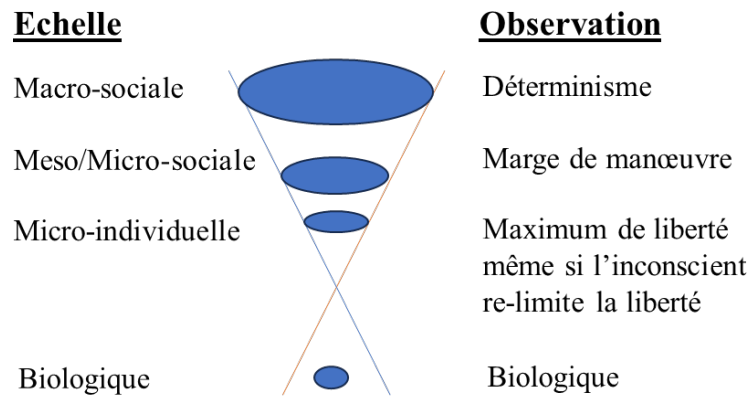 Echelle
Observation
Macro-sociale
Déterminisme
Meso/Micro-sociale
Marge de manœuvre
Micro-individuelle
Maximum de liberté
même si l’inconscient
re-limite la liberté
Biologique
Biologique